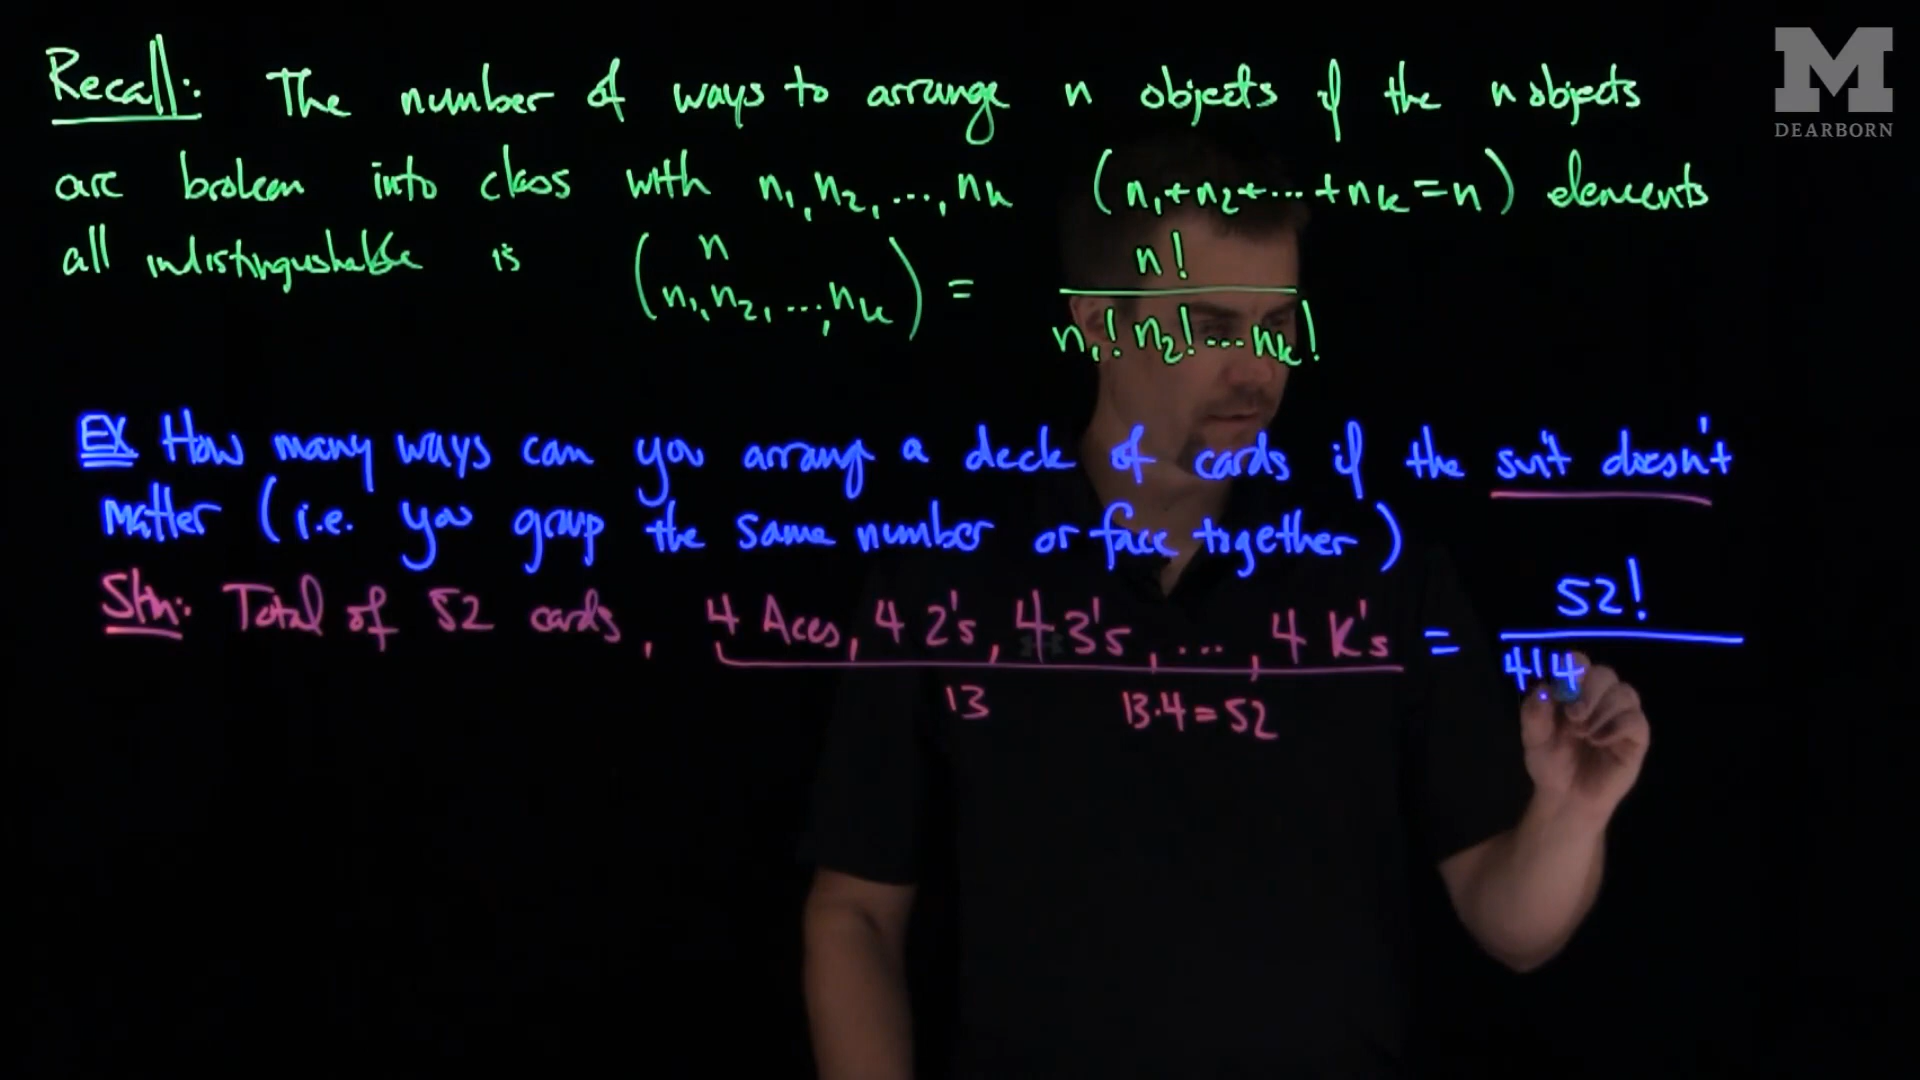 Recall: The number of ways to arrange n objects if the n objects
are broken into class with n₁, n₂, ..., nₖ (n₁+n₂+...+nₖ=n) elements
all indistinguishable is (n / n₁, n₂, ..., nₖ) = n! / n₁! n₂! ... nₖ!
EX How many ways can you arrange a deck of cards if the suit doesn't
matter (i.e. you group the same number or face together)
Sltn: Total of 52 cards, 4 Aces, 4 2's, 4 3's, ..., 4 K's = 52! / 4! 4
13 13·4=52
M
DEARBORN